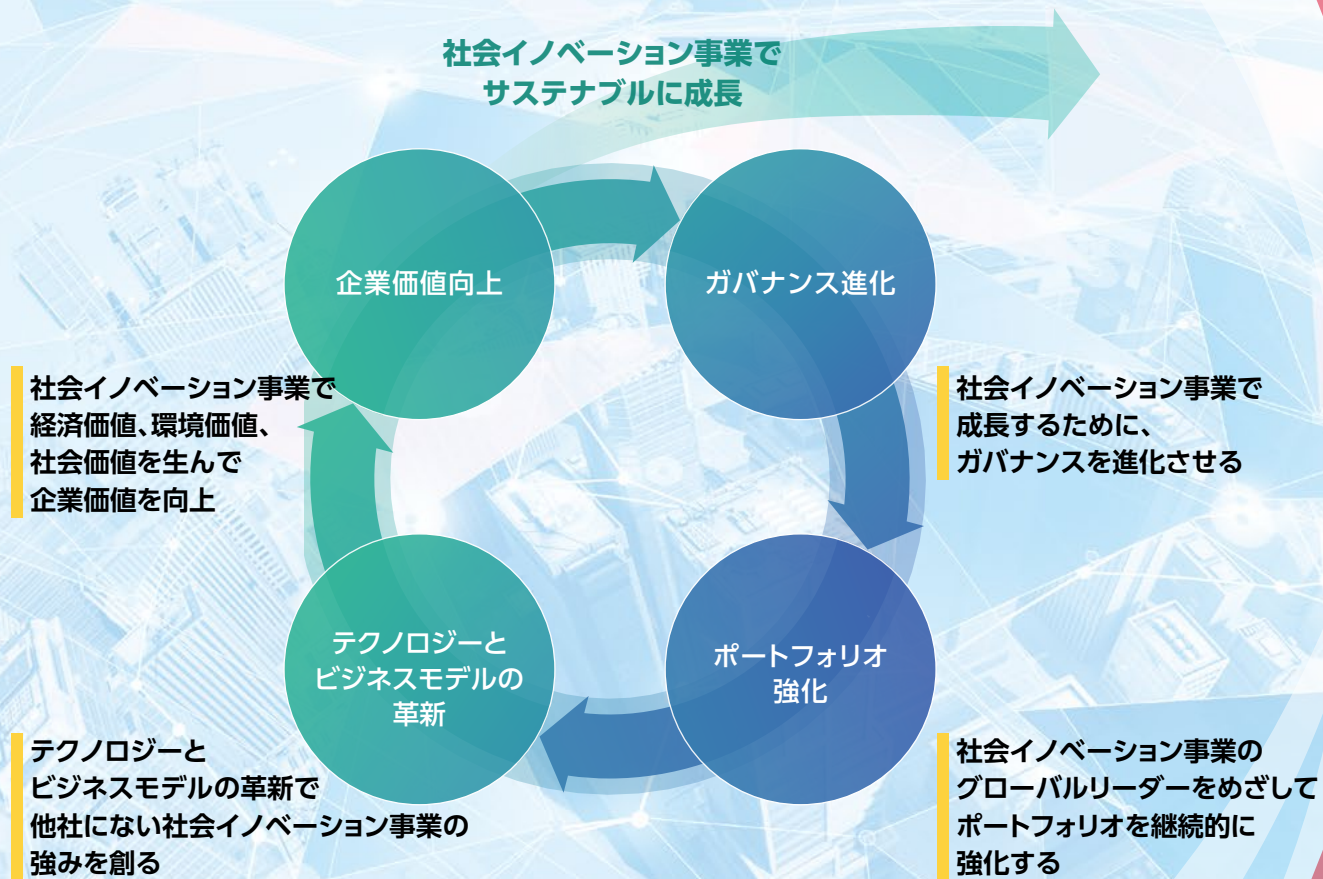 社会イノベーション事業で
サステナブルに成長
企業価値向上
ガバナンス進化
社会イノベーション事業で
経済価値、環境価値、
社会価値を生んで
企業価値を向上
社会イノベーション事業で
成長するために、
ガバナンスを進化させる
テクノロジーと
ビジネスモデルの
革新
ポートフォリオ
強化
テクノロジーと
ビジネスモデルの革新で
他社にない社会イノベーション事業の
強みを創る
社会イノベーション事業の
グローバルリーダーをめざして
ポートフォリオを継続的に
強化する